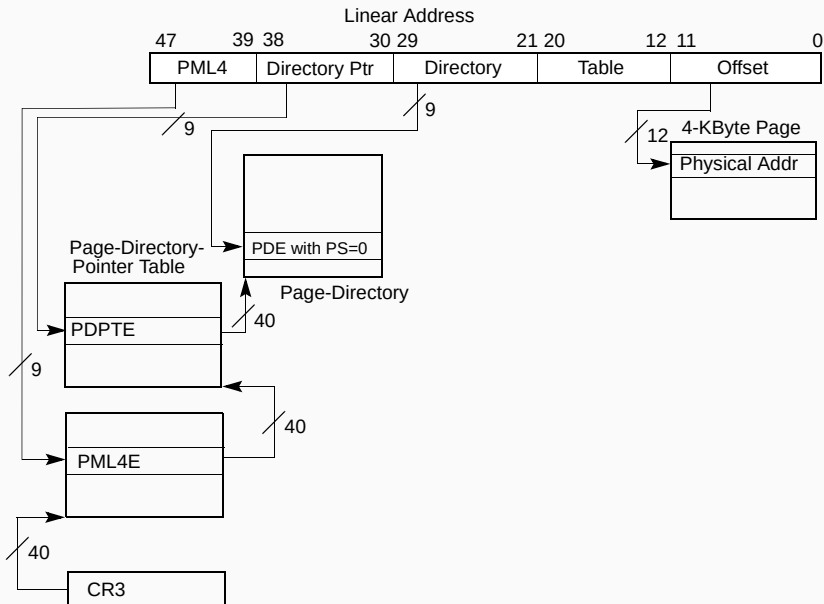 Linear Address
47 39 38 30 29 21 20 12 11 0
PML4 Directory Ptr Directory Table Offset
9
9
12
4-KByte Page
Physical Addr
PDE with PS=0
Page-Directory
Page-Directory-
Pointer Table
PDPTE
40
9
40
PML4E
40
CR3